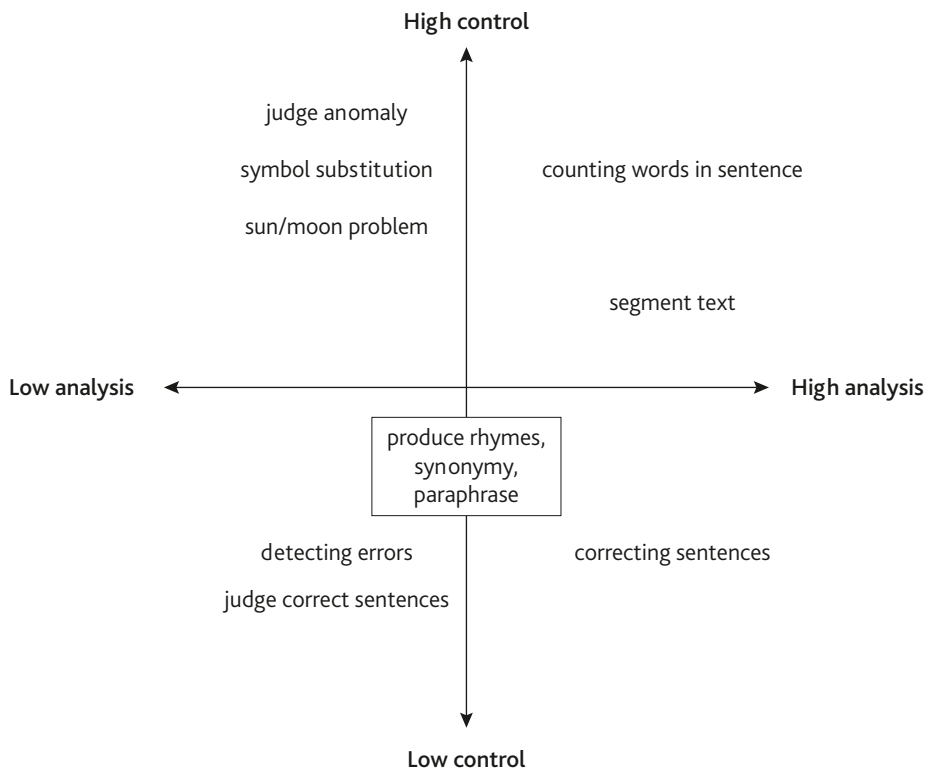 High control
judge anomaly
symbol substitution
counting words in sentence
sun/moon problem
segment text
Low analysis
High analysis
produce rhymes,
synonymy,
paraphrase
detecting errors
correcting sentences
judge correct sentences
Low control